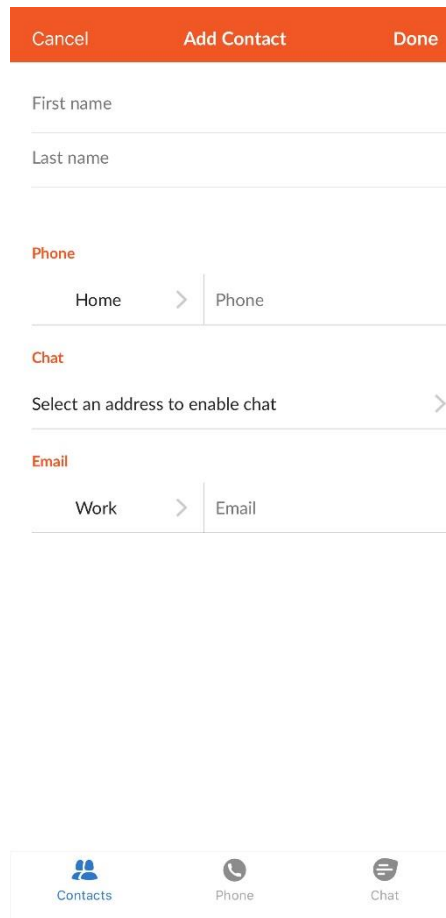 Cancel Add Contact Done
First name
Last name
Phone
Home Phone
Chat
Select an address to enable chat
Email
Work Email
Contacts Phone Chat